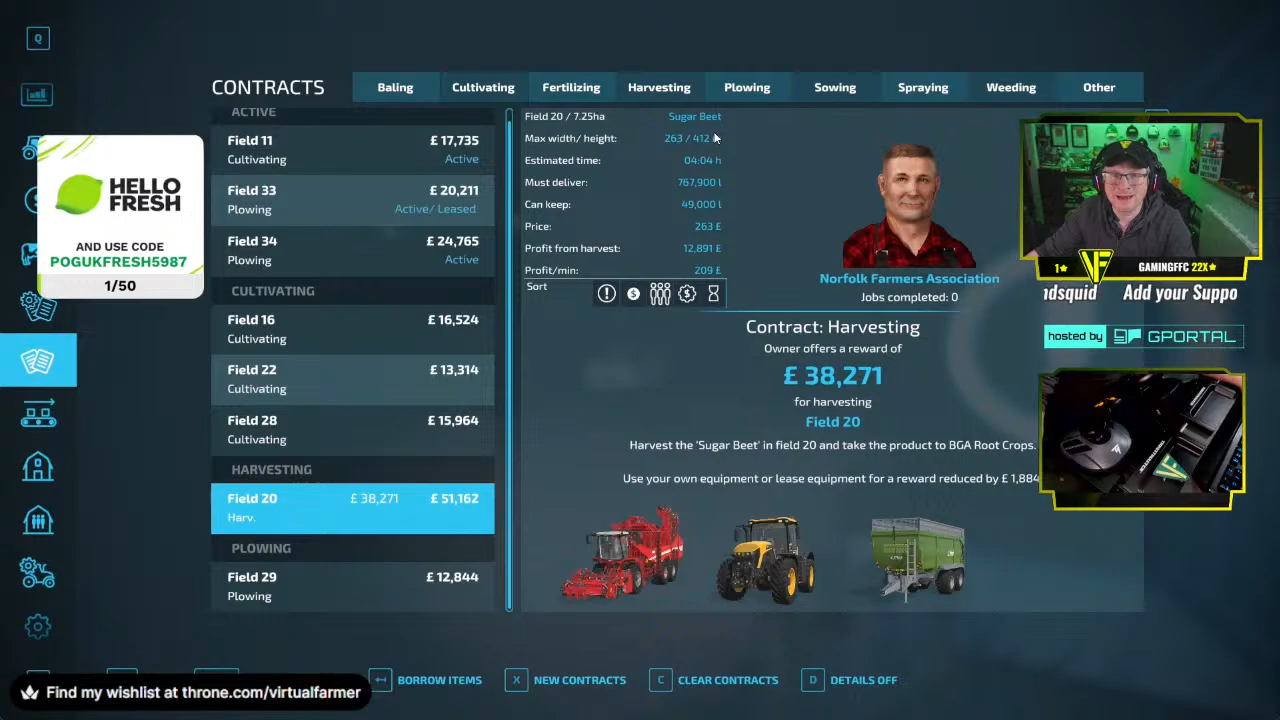 Q
CONTRACTS
Baling
Cultivating
Fertilizing
Harvesting
Plowing
Sowing
Spraying
Weeding
Other
ACTIVE
Field 11 £ 17,735
Cultivating Active
Field 33 £ 20,211
Plowing Active/ Leased
Field 34 £ 24,765
Plowing Active
CULTIVATING
Field 16 £ 16,524
Cultivating
Field 22 £ 13,314
Cultivating
Field 28 £ 15,964
Cultivating
HARVESTING
Field 20 £ 38,271 £ 51,162
Harv.
PLOWING
Field 29 £ 12,844
Plowing
Field 20 / 7.25ha Sugar Beet
Max width/ height: 263 / 412
Estimated time: 04:04 h
Must deliver: 767,900 l
Can keep: 49,000 l
Price: 263 £
Profit from harvest: 12,891 £
Profit/min: 209 £
Sort
Norfolk Farmers Association
Jobs completed: 0
Contract: Harvesting
Owner offers a reward of
£ 38,271
for harvesting
Field 20
Harvest the 'Sugar Beet' in field 20 and take the product to BGA Root Crops.
Use your own equipment or lease equipment for a reward reduced by £ 1,884
BORROW ITEMS
X NEW CONTRACTS
C CLEAR CONTRACTS
D DETAILS OFF
HELLO
FRESH
AND USE CODE
POGUKFRESH5987
1/50
Find my wishlist at throne.com/virtualfarmer
1★ VF GAMINGFFC 22X★
ndsquid Add your Suppo
hosted by GPORTAL
VF